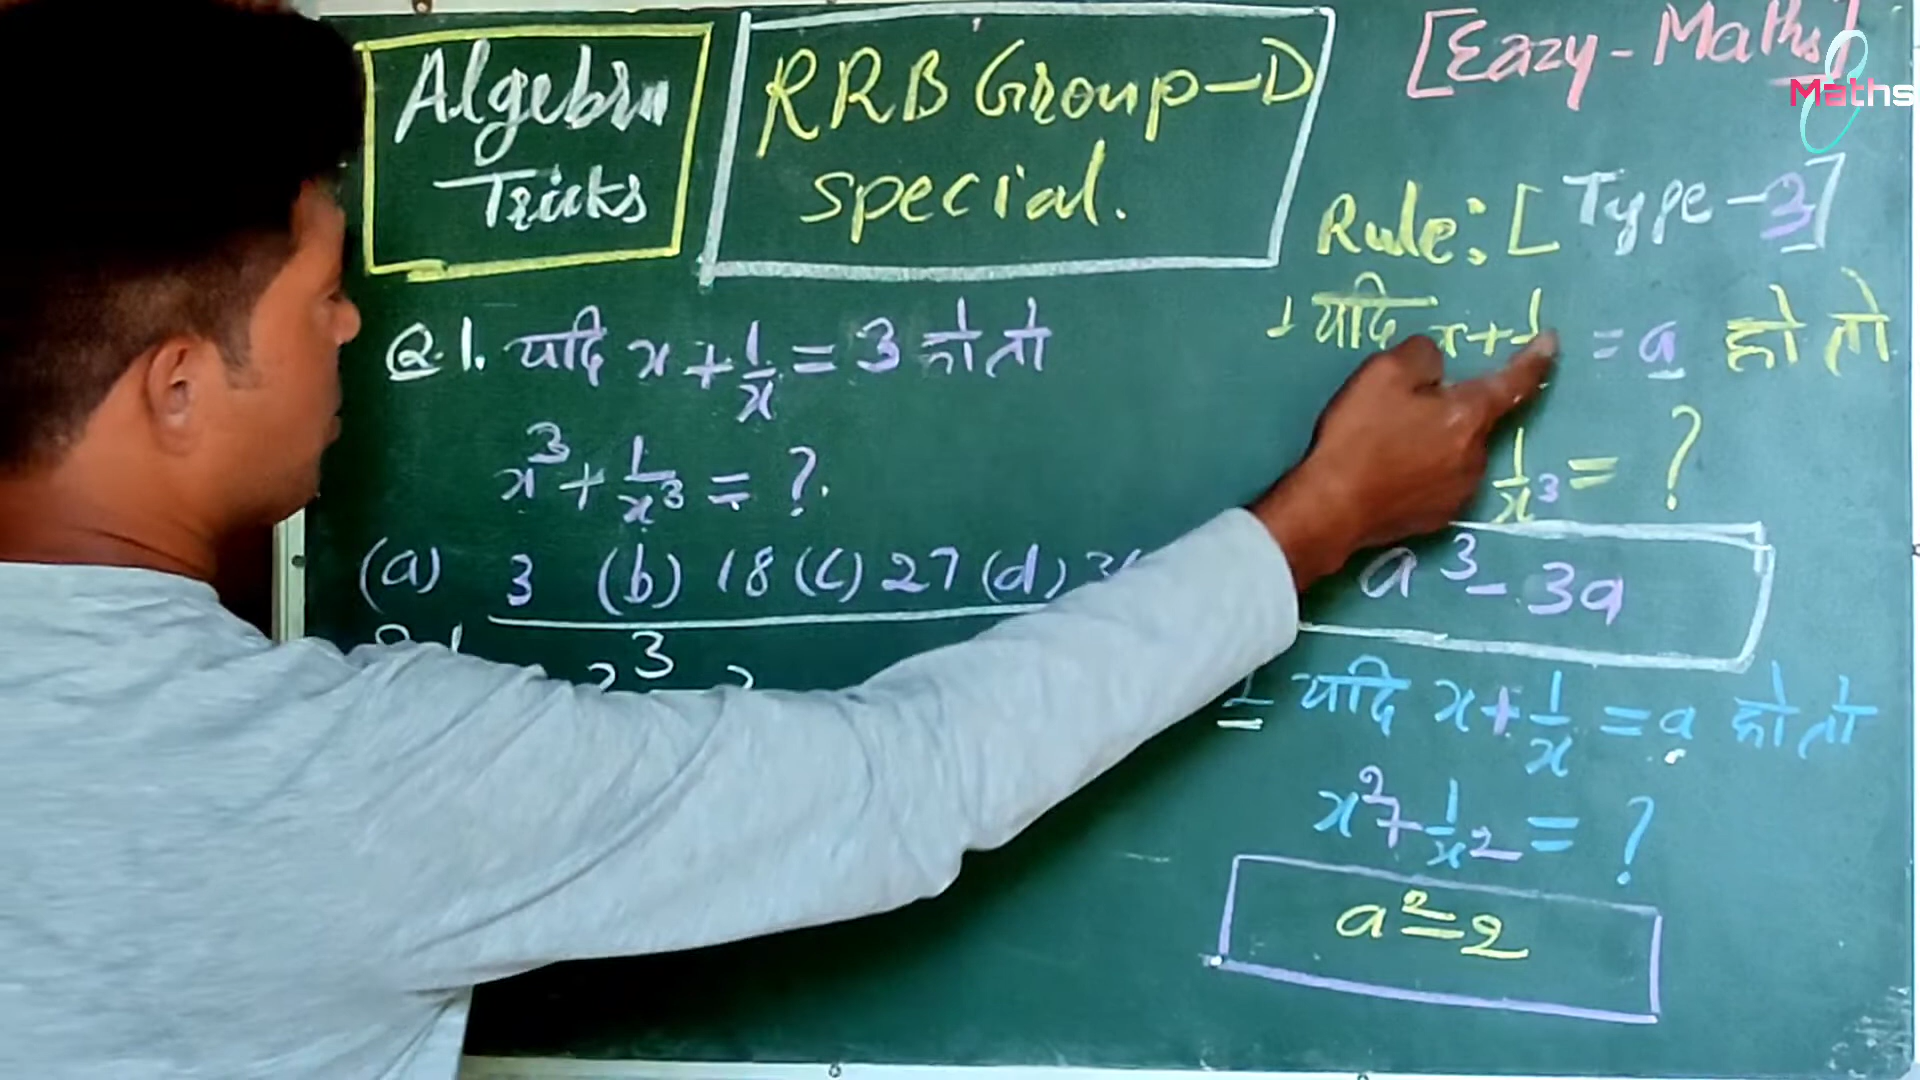 Algebra
Tricks
RRB Group-D
special.
[Eazy-Maths]
Maths
Rule: [Type-3]
Q.1. यदि x+1/x=3 हो तो
x³+1/x³=?.
(a) 3 (b) 18 (c) 27 (d)
1 यदि x+1 = a हो तो
1/x³=?
a³-3a
2 यदि x+1/x=a हो तो
x²+1/x²=?
a²-2